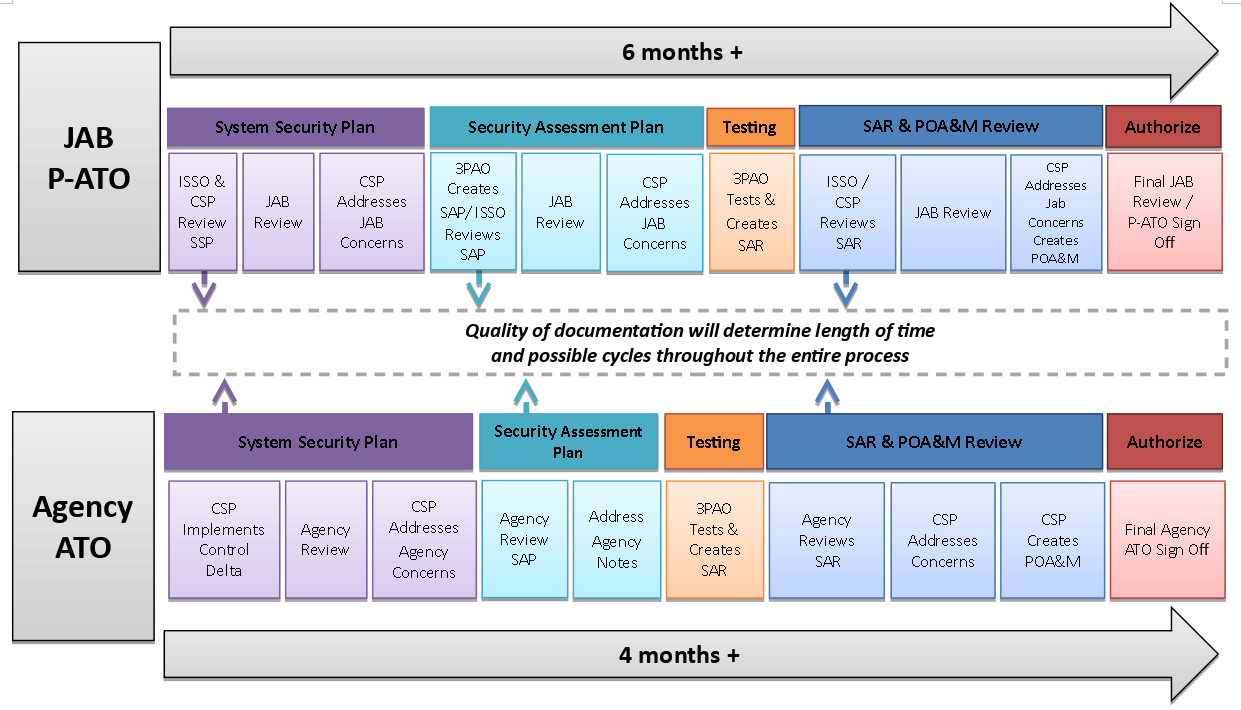 6 months +
JAB
P-ATO
System Security Plan
Security Assessment Plan
Testing
SAR & POA&M Review
Authorize
ISSO &
CSP
Review
SSP
JAB
Review
CSP
Addresses
JAB
Concerns
3PAO
Creates
SAP/ISSO
Reviews
SAP
JAB
Review
CSP
Addresses
JAB
Concerns
3PAO
Tests &
Creates
SAR
ISSO /
CSP
Reviews
SAR
JAB Review
CSP
Addresses
Jab
Concerns
Creates
POA&M
Final JAB
Review /
P-ATO Sign
Off
Quality of documentation will determine length of time
and possible cycles throughout the entire process
Agency
ATO
System Security Plan
Security Assessment
Plan
Testing
SAR & POA&M Review
Authorize
CSP
Implements
Control
Delta
Agency
Review
CSP
Addresses
Agency
Concerns
Agency
Review
SAP
Address
Agency
Notes
3PAO
Tests &
Creates
SAR
Agency
Reviews
SAR
CSP
Addresses
Concerns
CSP
Creates
POA&M
Final Agency
ATO Sign Off
4 months +